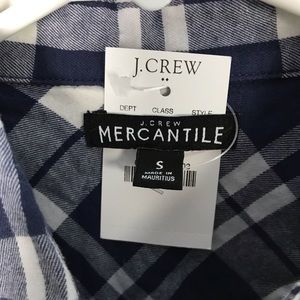 J.CREW
DEPT CLASS STYLE
J.CREW
MERCANTILE
S
MADE IN
MAURITIUS